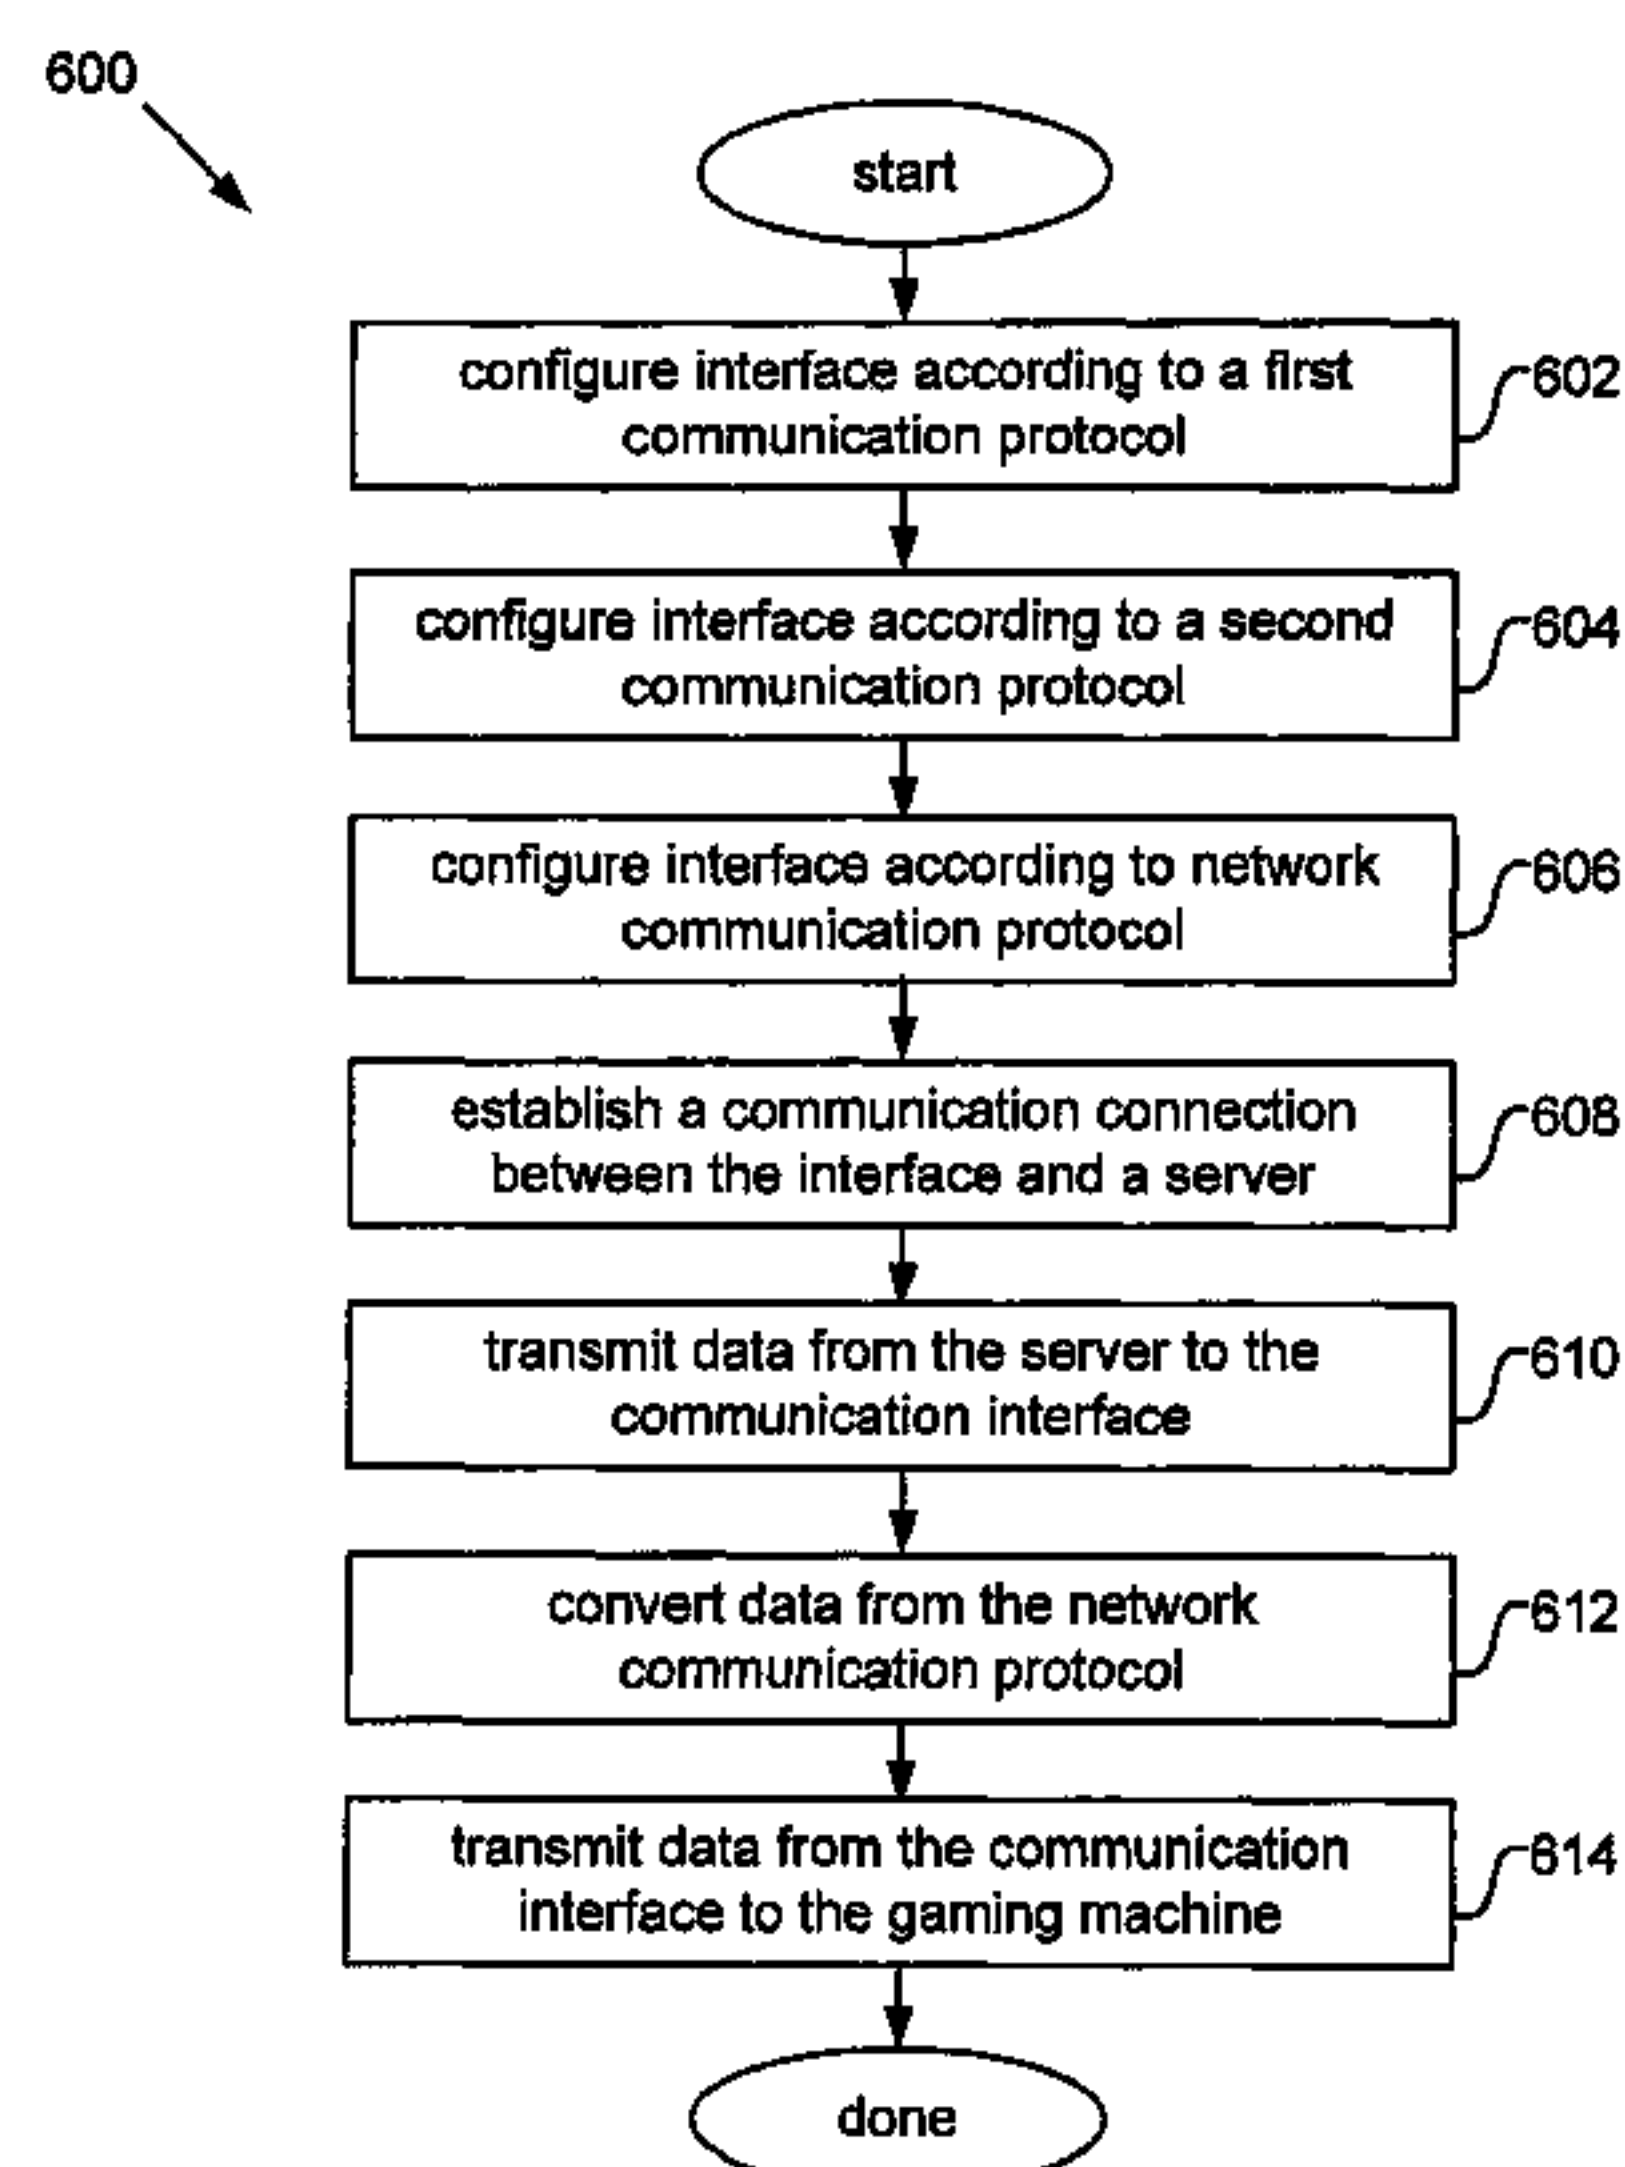 600
start
configure interface according to a first
communication protocol
602
configure interface according to a second
communication protocol
604
configure interface according to network
communication protocol
606
establish a communication connection
between the interface and a server
608
transmit data from the server to the
communication interface
610
convert data from the network
communication protocol
612
transmit data from the communication
interface to the gaming machine
614
done